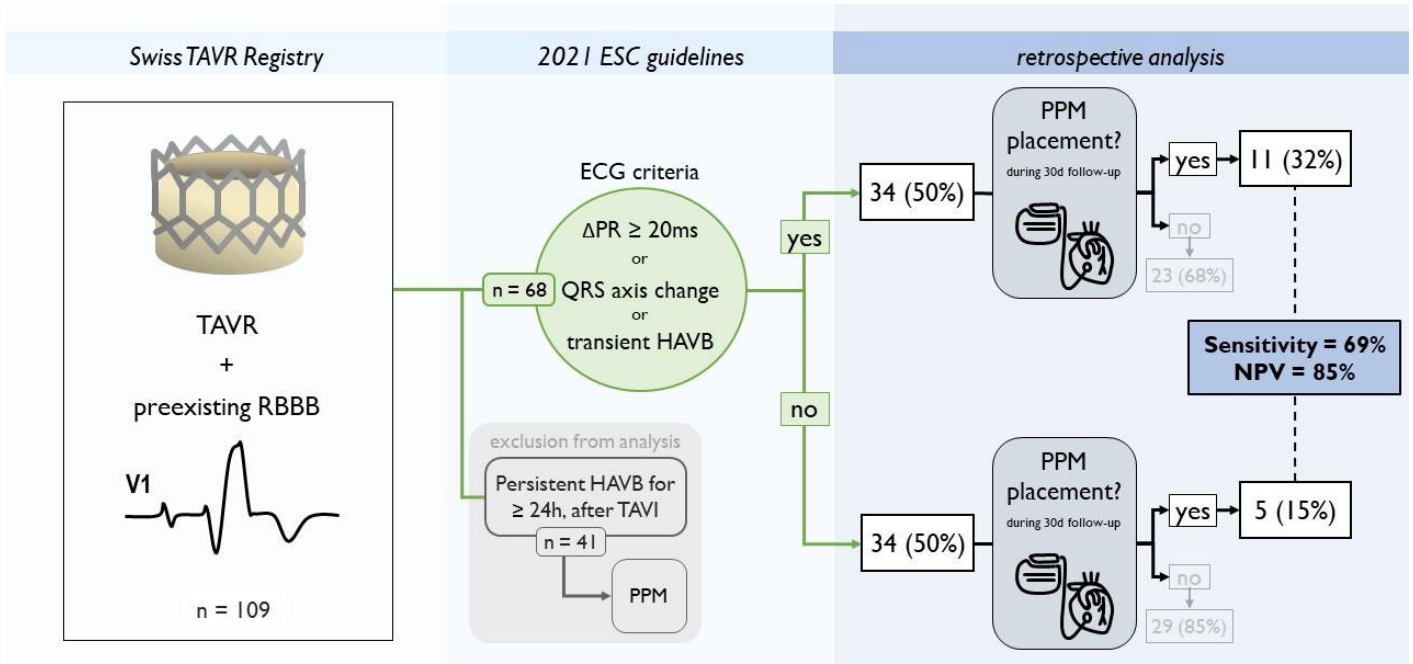 Swiss TAVR Registry
2021 ESC guidelines
retrospective analysis
TAVR
+
preexisting RBBB
V1
n = 109
ECG criteria
ΔPR ≥ 20ms
or
n = 68
QRS axis change
or
transient HAVB
yes
no
exclusion from analysis
Persistent HAVB for
≥ 24h, after TAVI
n = 41
PPM
34 (50%)
PPM
placement?
during 30d follow-up
yes
11 (32%)
no
23 (68%)
Sensitivity = 69%
NPV = 85%
34 (50%)
PPM
placement?
during 30d follow-up
yes
5 (15%)
no
29 (85%)